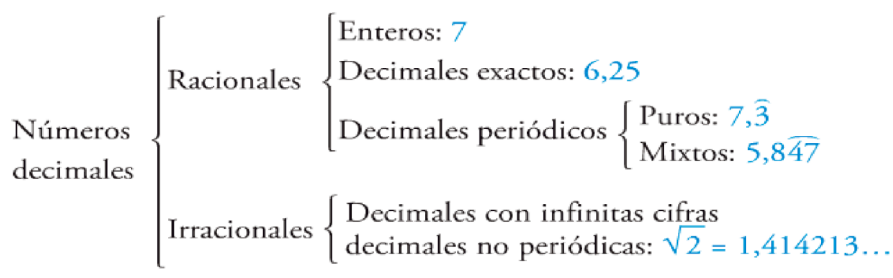 Números
decimales
Racionales
Enteros: 7
Decimales exactos: 6,25
Decimales periódicos
Puros: 7,3̂
Mixtos: 5,84͡7
Irracionales
Decimales con infinitas cifras
decimales no periódicas: √2 = 1,414213…